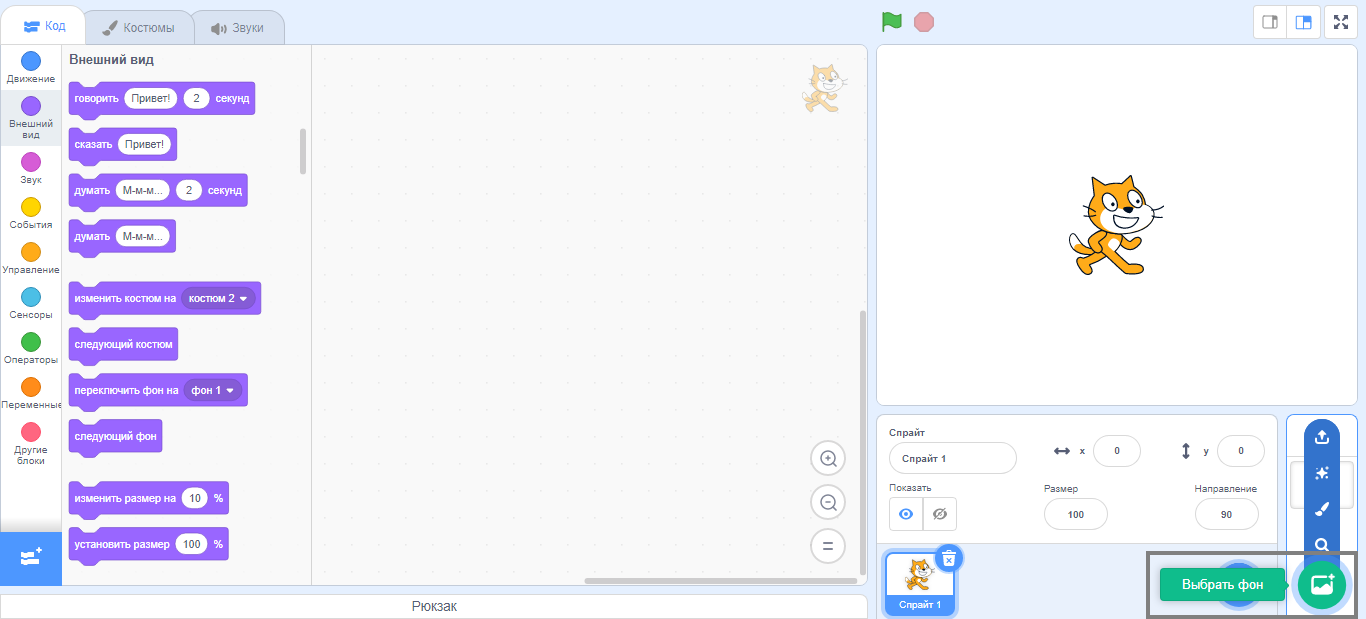 Код
Костюмы
Звуки
Движение
Внешний
вид
Звук
События
Управление
Сенсоры
Операторы
Переменные
Другие
блоки
Внешний вид
говорить Привет! 2 секунд
сказать Привет!
думать М-м-м... 2 секунд
думать М-м-м...
изменить костюм на костюм 2
следующий костюм
переключить фон на фон 1
следующий фон
изменить размер на 10 %
установить размер 100 %
Рюкзак
Спрайт
Спрайт 1
x 0
y 0
Показать
Размер
100
Направление
90
Спрайт 1
Выбрать фон